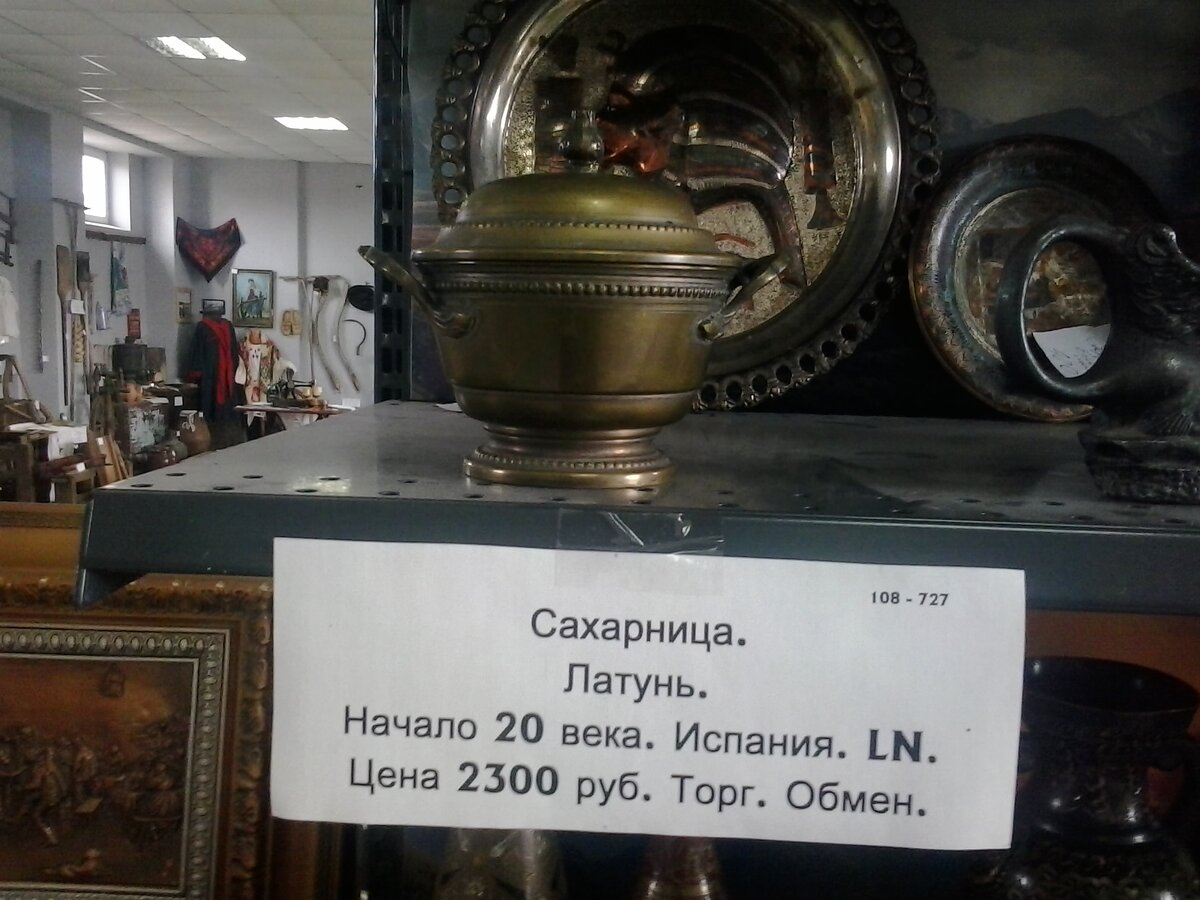 108 - 727
Сахарница.
Латунь.
Начало 20 века. Испания. LN.
Цена 2300 руб. Торг. Обмен.